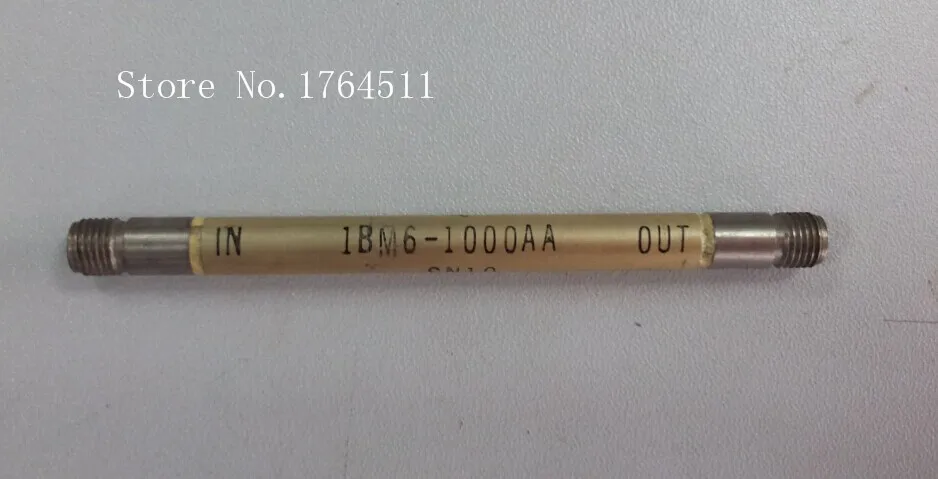 Store No.1764511
IN 1BM6-1000AA OUT